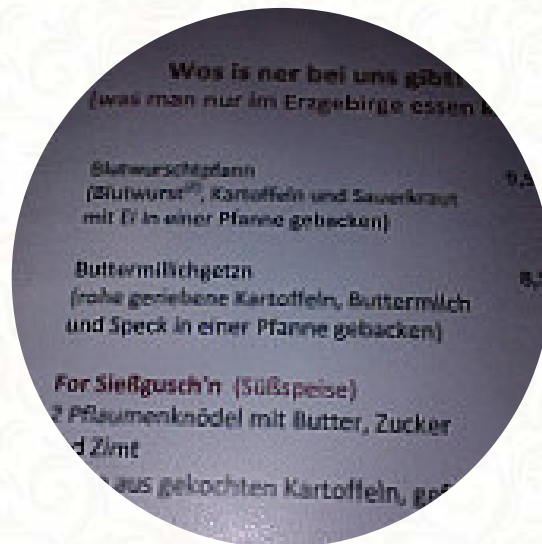 Wos is ner bei uns gibt
(was man nur im Erzgebirge essen
Blutwurschtpfann
(Blutwurst, Kartoffeln und Sauerkraut
mit Ei in einer Pfanne gebacken)
Buttermillichgetzn
(rohe geriebene Kartoffeln, Buttermilch
und Speck in einer Pfanne gebacken)
For Sießgusch'n (Süßspeise)
2 Pflaumenknödel mit Butter, Zucker
d Zimt
aus gekochten Kartoffeln,